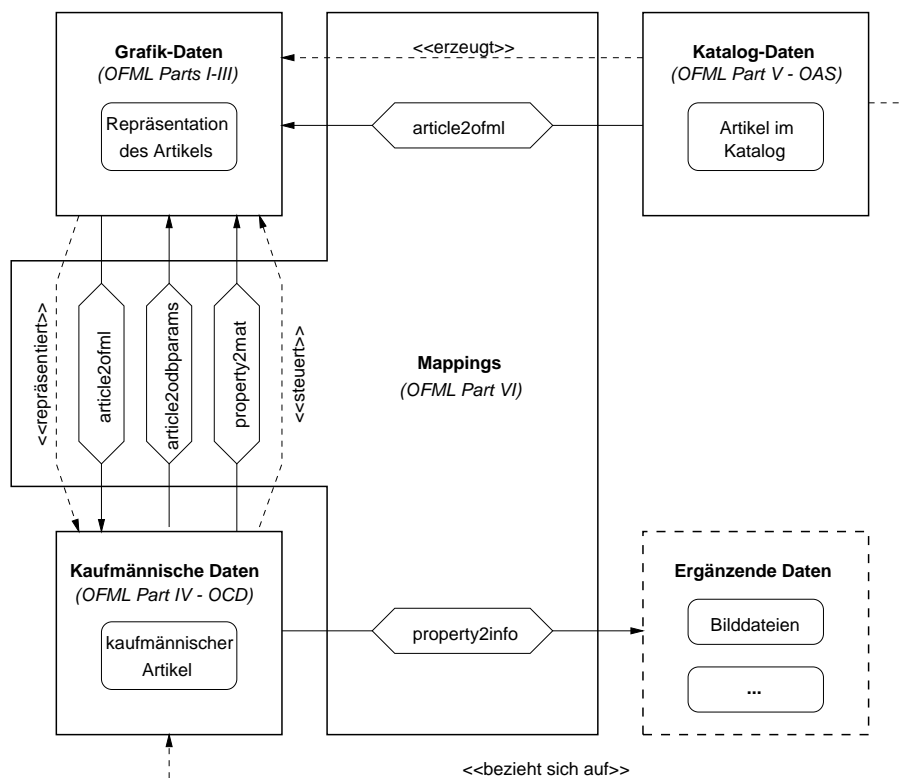 Grafik-Daten
(OFML Parts I-III)
Repräsentation
des Artikels
<<erzeugt>>
article2ofml
Katalog-Daten
(OFML Part V - OAS)
Artikel im
Katalog
<<repräsentiert>>
article2ofml
article2odbparams
property2mat
<<steuert>>
Mappings
(OFML Part VI)
Kaufmännische Daten
(OFML Part IV - OCD)
kaufmännischer
Artikel
property2info
Ergänzende Daten
Bilddateien
...
<<bezieht sich auf>>